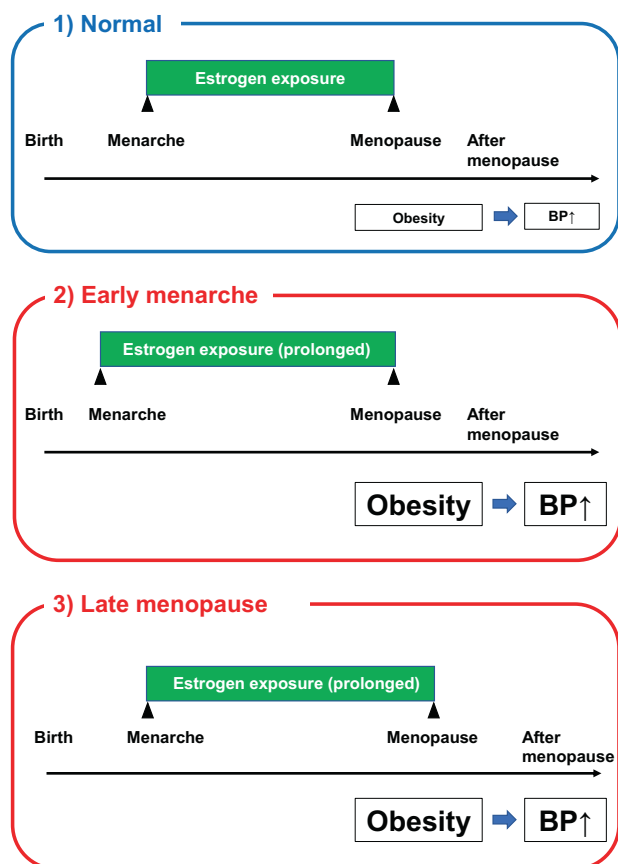 1) Normal
Estrogen exposure
Birth Menarche Menopause After
menopause
Obesity BP↑
2) Early menarche
Estrogen exposure (prolonged)
Birth Menarche Menopause After
menopause
Obesity BP↑
3) Late menopause
Estrogen exposure (prolonged)
Birth Menarche Menopause After
menopause
Obesity BP↑